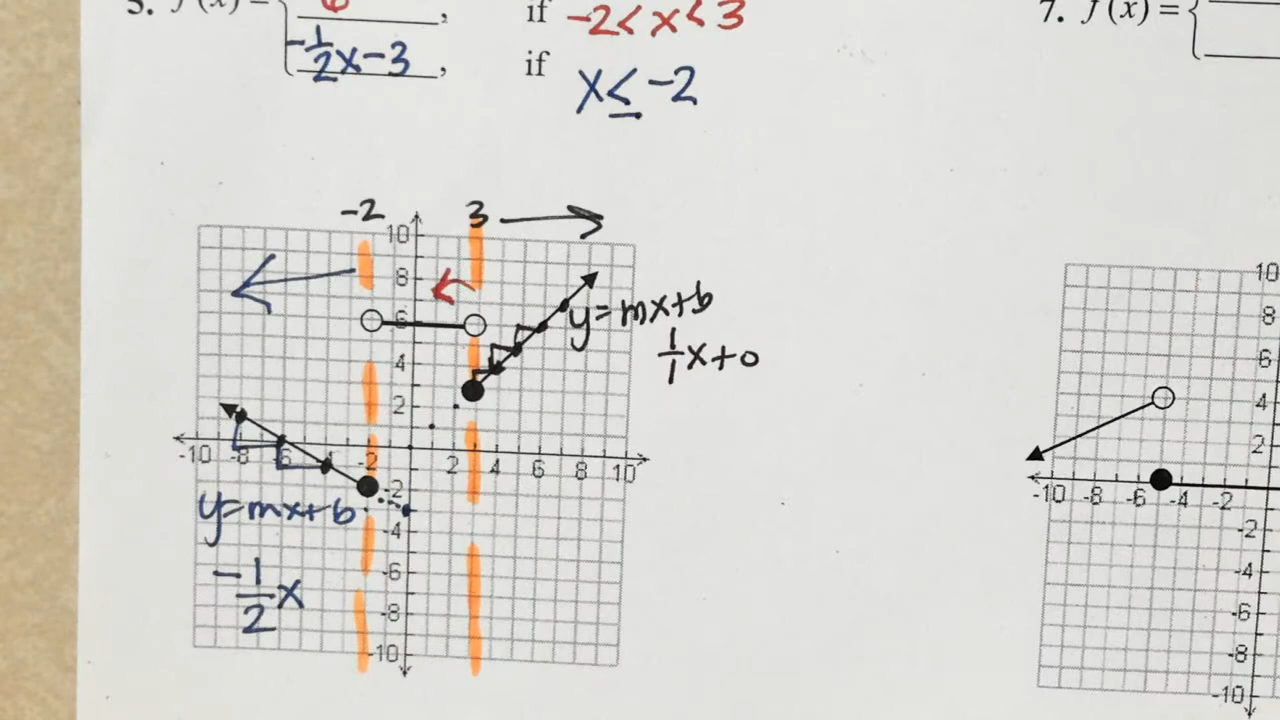 5. f(x) = 6, if -2 < x < 3
-1/2x-3, if x ≤ -2
7. f(x) =
-2 3
10
8
6
4
2
-10 -8 -6 -4 -2 2 4 6 8 10
-2
-4
-6
-8
-10
y=mx+b
1/1x+0
y=mx+b
-1/2x
10
8
6
4
2
-10 -8 -6 -4 -2
-2
-4
-6
-8
-10